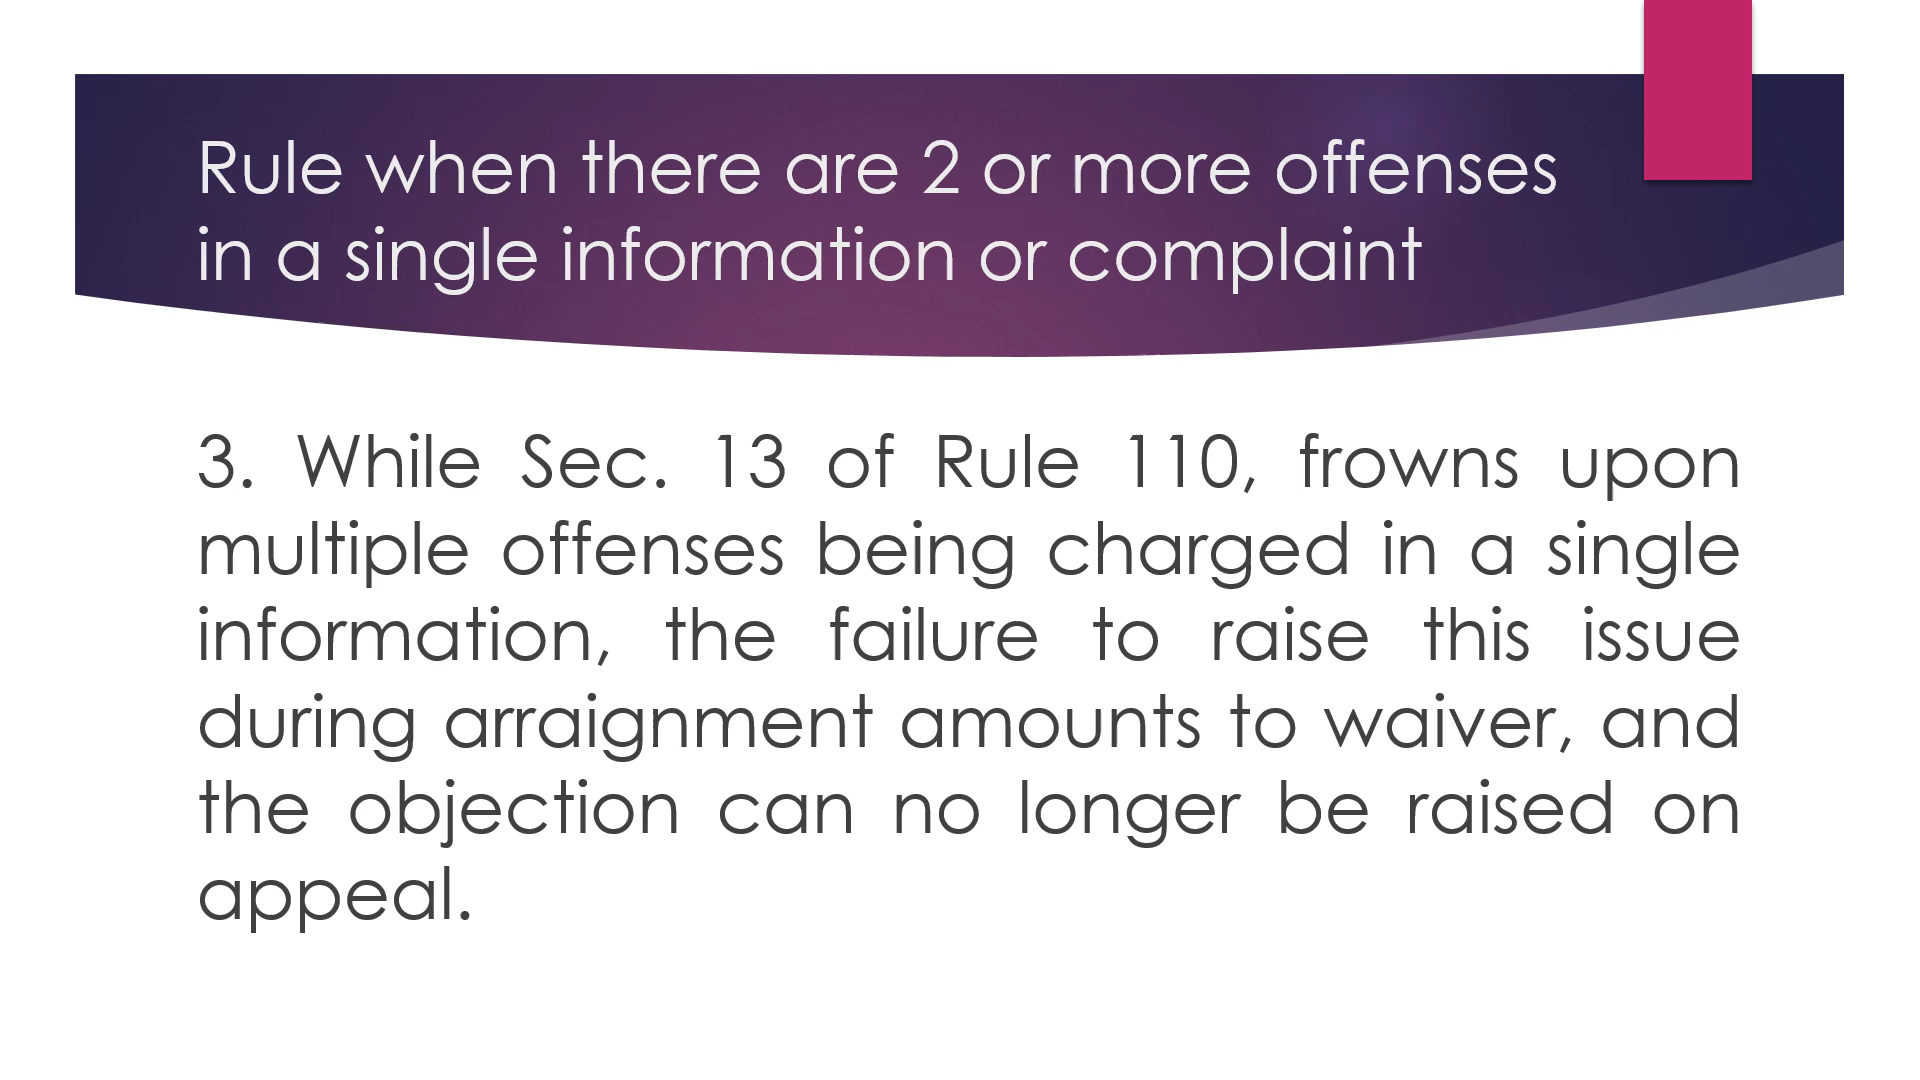 Rule when there are 2 or more offenses
in a single information or complaint
3. While Sec. 13 of Rule 110, frowns upon
multiple offenses being charged in a single
information, the failure to raise this issue
during arraignment amounts to waiver, and
the objection can no longer be raised on
appeal.